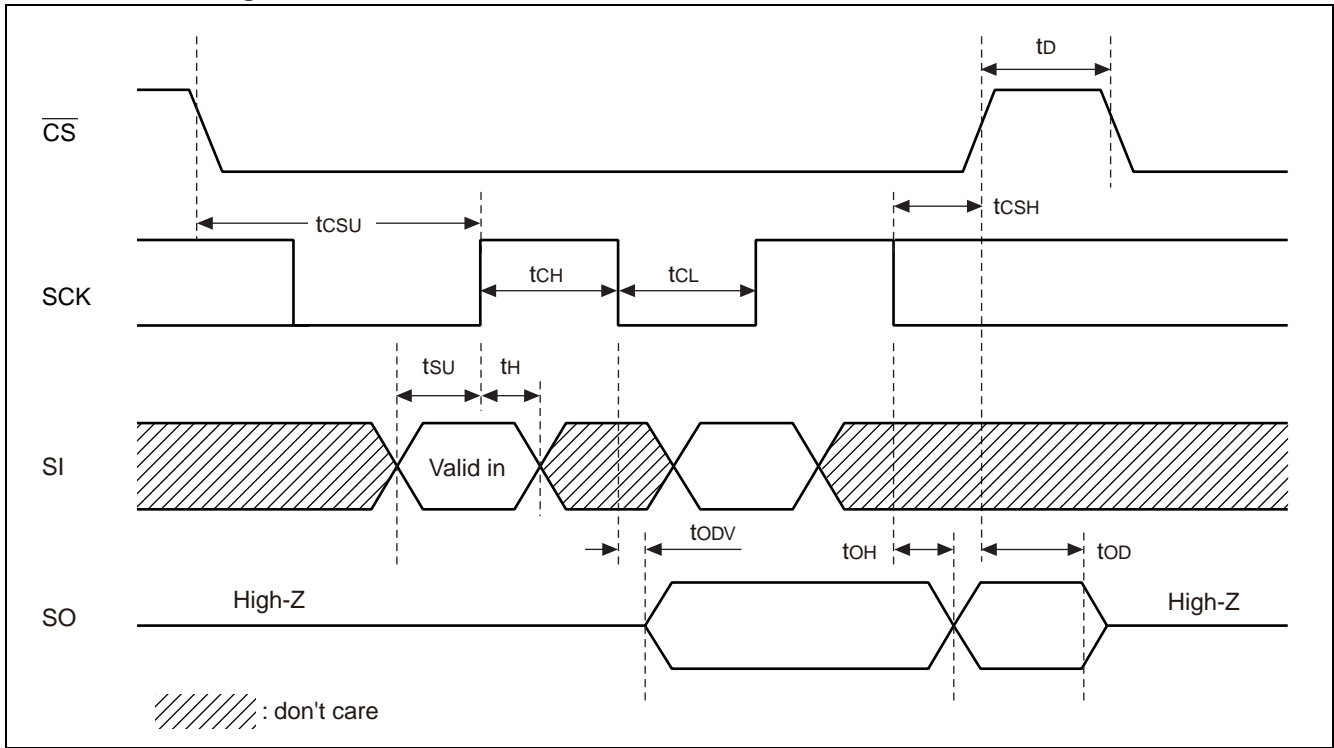 tD
CS
tCSU
tCSH
SCK
tCH
tCL
tSU
tH
SI
Valid in
tODV
tOH
tOD
SO
High-Z
High-Z
: don't care